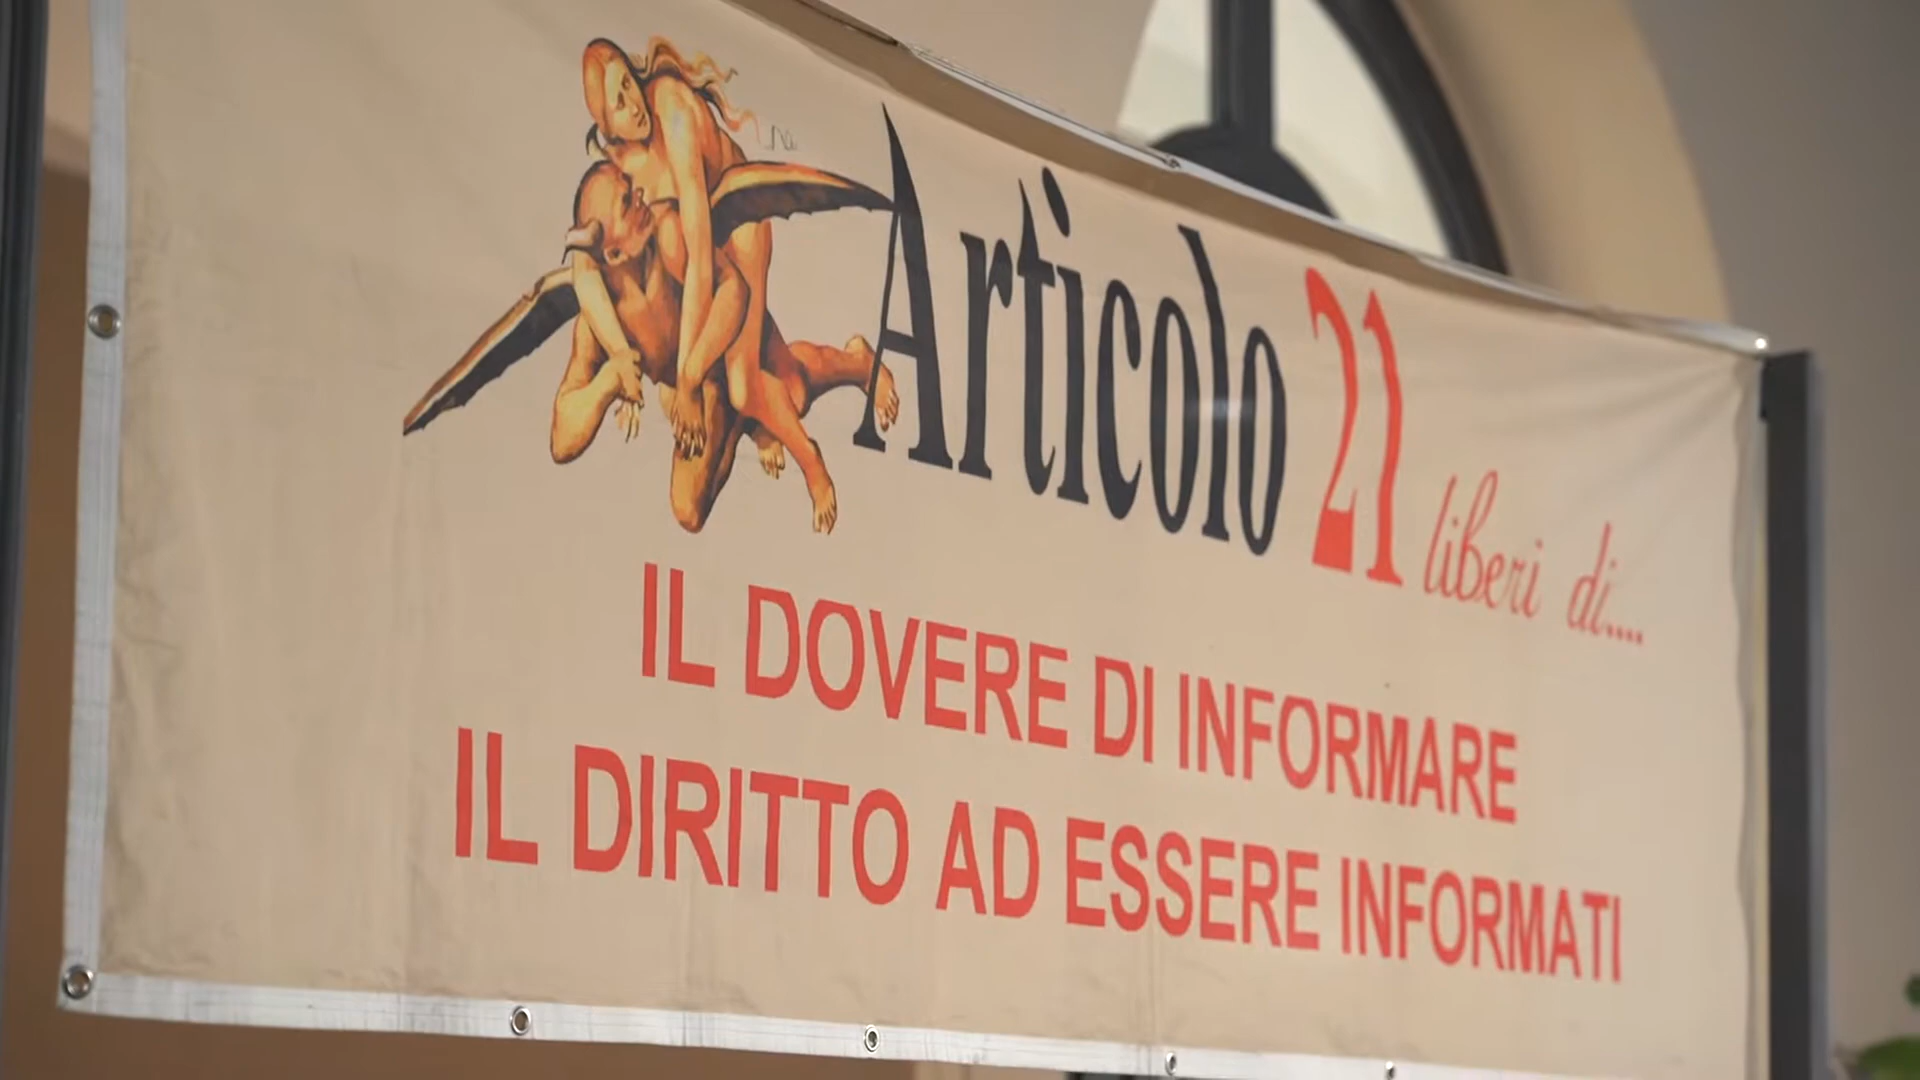 Articolo 21 liberi di....
IL DOVERE DI INFORMARE
IL DIRITTO AD ESSERE INFORMATI